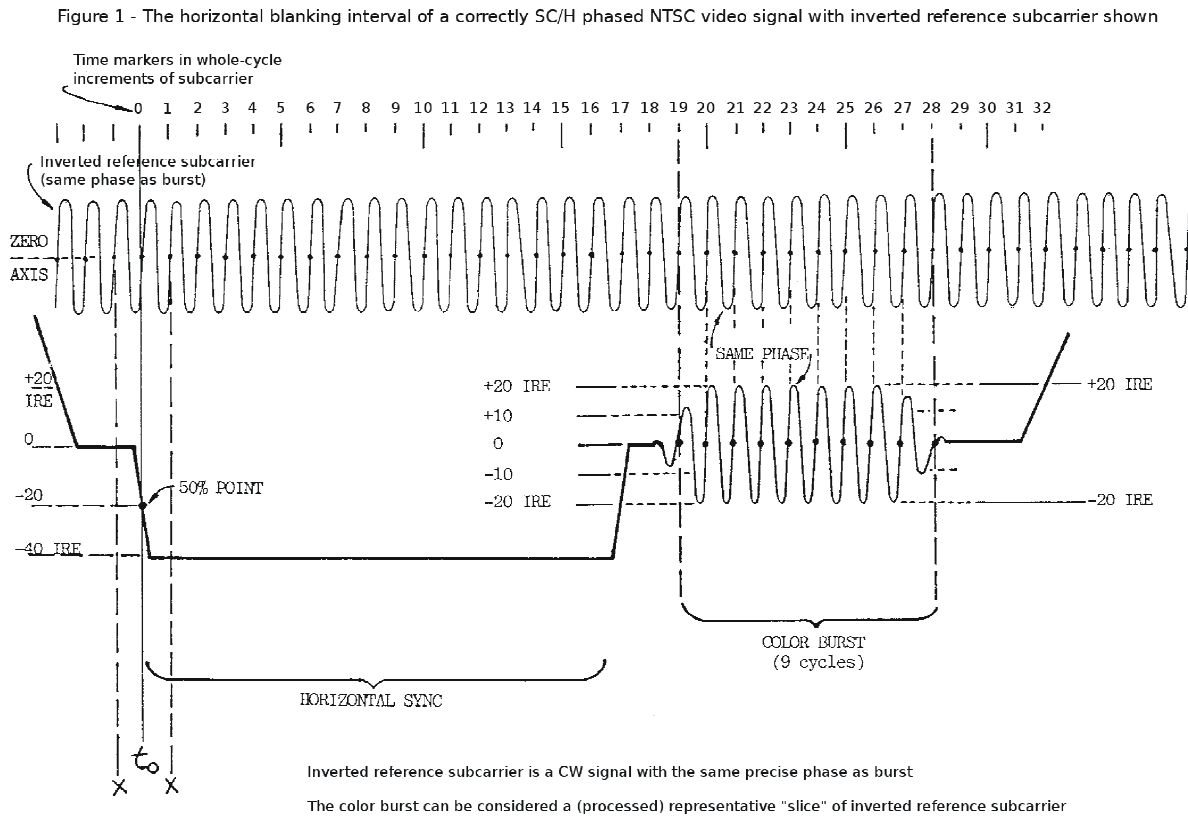 Figure 1 - The horizontal blanking interval of a correctly SC/H phased NTSC video signal with inverted reference subcarrier shown
Time markers in whole-cycle
increments of subcarrier
0 1 2 3 4 5 6 7 8 9 10 11 12 13 14 15 16 17 18 19 20 21 22 23 24 25 26 27 28 29 30 31 32
Inverted reference subcarrier
(same phase as burst)
ZERO
AXIS
SAME PHASE
+20
IRE
0
-20
-40 IRE
50% POINT
+20 IRE
+10
0
-10
-20 IRE
+20 IRE
-20 IRE
COLOR BURST
(9 cycles)
HORIZONTAL SYNC
to
X X
Inverted reference subcarrier is a CW signal with the same precise phase as burst
The color burst can be considered a (processed) representative "slice" of inverted reference subcarrier